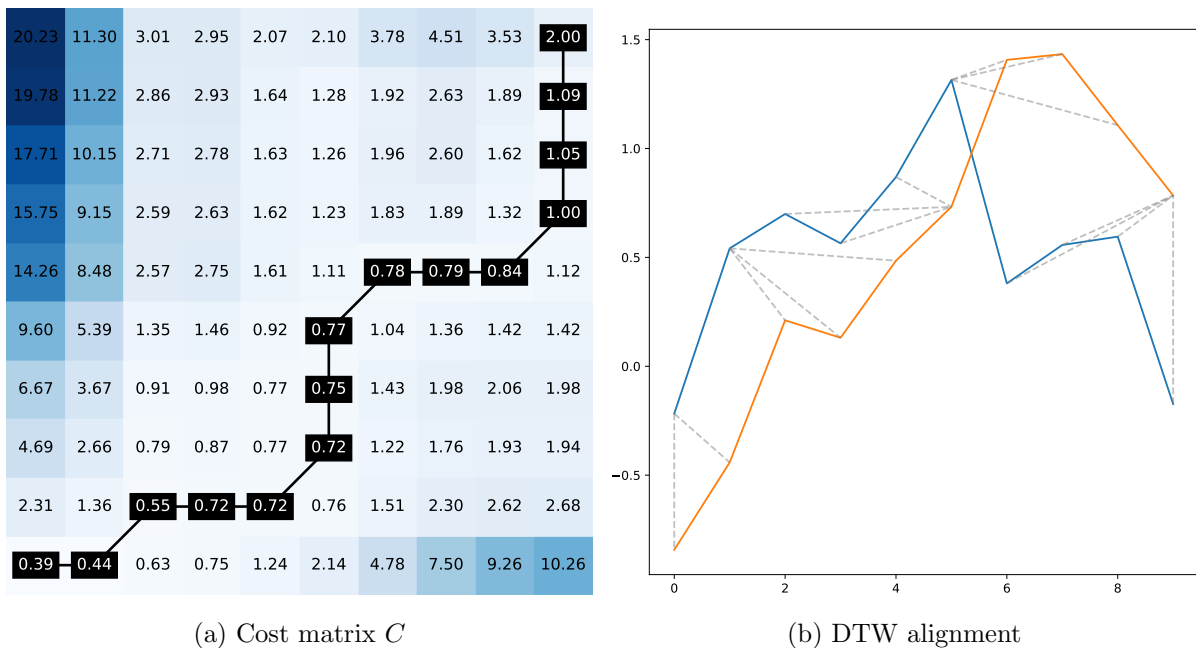 20.23 11.30 3.01 2.95 2.07 2.10 3.78 4.51 3.53 2.00
19.78 11.22 2.86 2.93 1.64 1.28 1.92 2.63 1.89 1.09
17.71 10.15 2.71 2.78 1.63 1.26 1.96 2.60 1.62 1.05
15.75 9.15 2.59 2.63 1.62 1.23 1.83 1.89 1.32 1.00
14.26 8.48 2.57 2.75 1.61 1.11 0.78 0.79 0.84 1.12
9.60 5.39 1.35 1.46 0.92 0.77 1.04 1.36 1.42 1.42
6.67 3.67 0.91 0.98 0.77 0.75 1.43 1.98 2.06 1.98
4.69 2.66 0.79 0.87 0.77 0.72 1.22 1.76 1.93 1.94
2.31 1.36 0.55 0.72 0.72 0.76 1.51 2.30 2.62 2.68
0.39 0.44 0.63 0.75 1.24 2.14 4.78 7.50 9.26 10.26
(a) Cost matrix C
1.5
1.0
0.5
0.0
−0.5
0 2 4 6 8
(b) DTW alignment